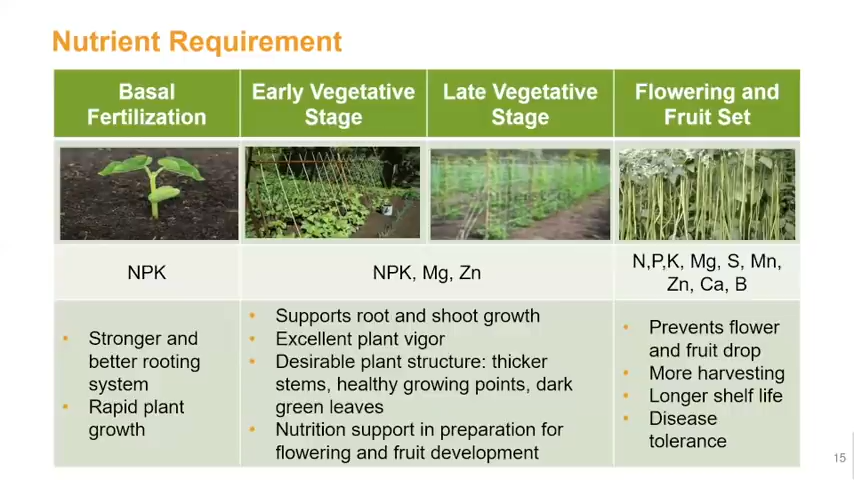 Nutrient Requirement
Basal
Fertilization
Early Vegetative
Stage
Late Vegetative
Stage
Flowering and
Fruit Set
NPK
NPK, Mg, Zn
N,P,K, Mg, S, Mn,
Zn, Ca, B
• Stronger and
better rooting
system
• Rapid plant
growth
• Supports root and shoot growth
• Excellent plant vigor
• Desirable plant structure: thicker
stems, healthy growing points, dark
green leaves
• Nutrition support in preparation for
flowering and fruit development
• Prevents flower
and fruit drop
• More harvesting
• Longer shelf life
• Disease
tolerance
15